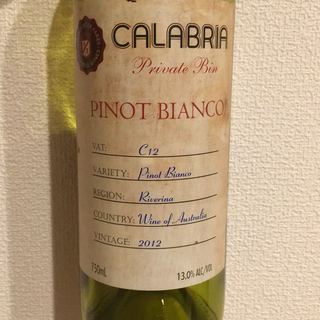 CALABRIA
Private Bin
PINOT BIANCO
VAT: C12
VARIETY: Pinot Bianco
REGION: Riverina
COUNTRY: Wine of Australia
VINTAGE: 2012
750mL 13.0% ALC/VOL